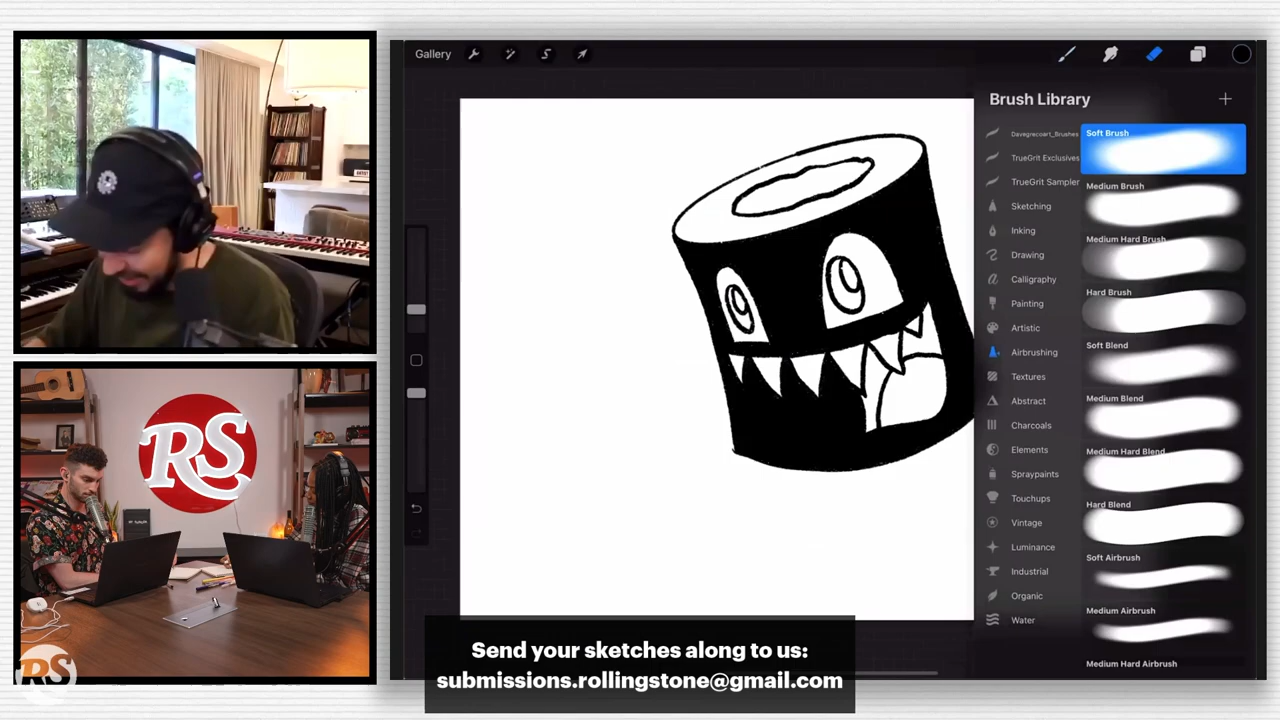 Gallery
Brush Library
Davegrecoart_Brushes
TrueGrit Exclusives
TrueGrit Sampler
Sketching
Inking
Drawing
Calligraphy
Painting
Artistic
Airbrushing
Textures
Abstract
Charcoals
Elements
Spraypaints
Touchups
Vintage
Luminance
Industrial
Organic
Water
Soft Brush
Medium Brush
Medium Hard Brush
Hard Brush
Soft Blend
Medium Blend
Medium Hard Blend
Hard Blend
Soft Airbrush
Medium Airbrush
Medium Hard Airbrush
RS
RS
Send your sketches along to us:
submissions.rollingstone@gmail.com